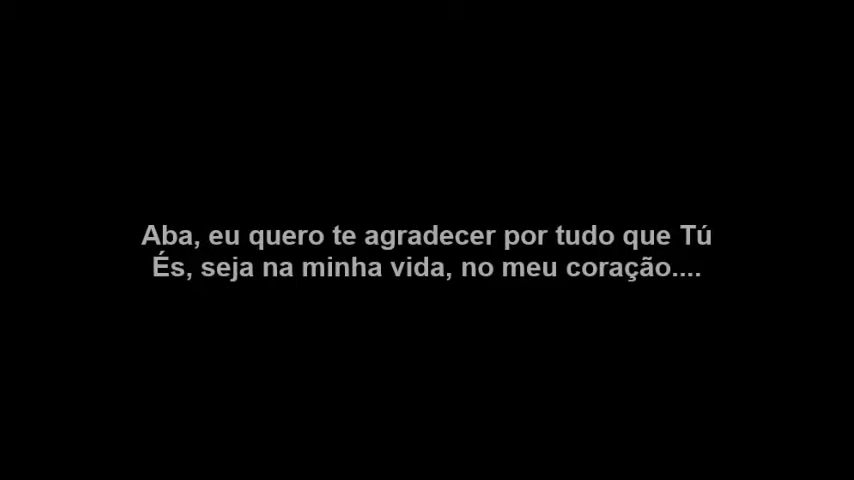 Aba, eu quero te agradecer por tudo que Tú
És, seja na minha vida, no meu coração....